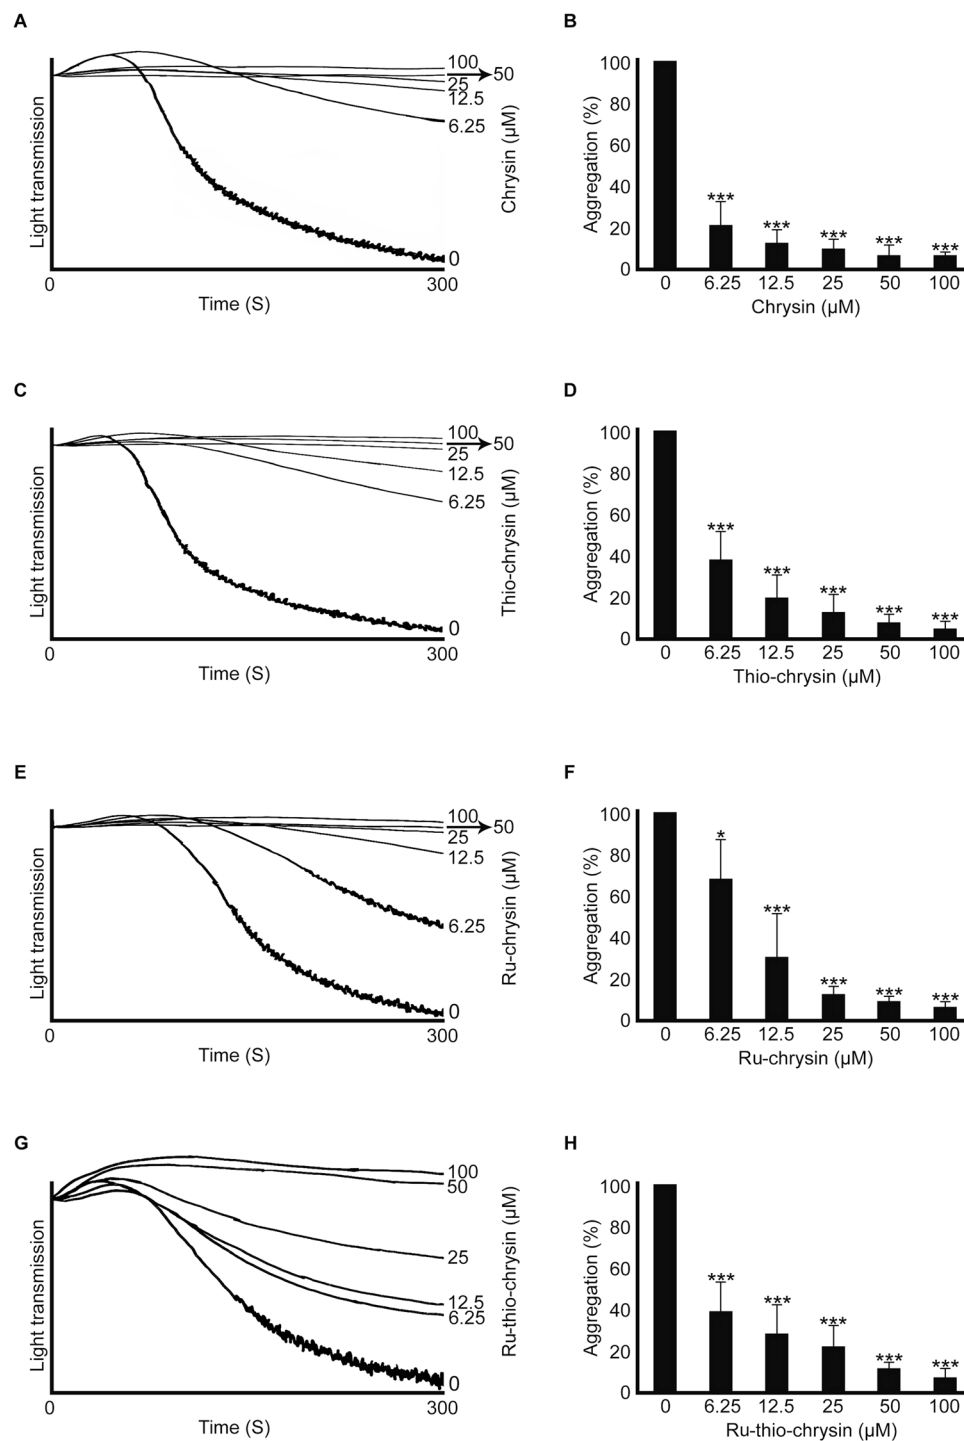 A
Light transmission
100
50
25
12.5
6.25
0
Chrysin (µM)
0
300
Time (S)
B
Aggregation (%)
100
80
60
40
20
0
***
***
***
***
***
0 6.25 12.5 25 50 100
Chrysin (µM)
C
Light transmission
100
50
25
12.5
6.25
0
Thio-chrysin (µM)
0
300
Time (S)
D
Aggregation (%)
100
80
60
40
20
0
***
***
***
***
***
0 6.25 12.5 25 50 100
Thio-chrysin (µM)
E
Light transmission
100
50
25
12.5
6.25
0
Ru-chrysin (µM)
0
300
Time (S)
F
Aggregation (%)
100
80
60
40
20
0
*
***
***
***
***
0 6.25 12.5 25 50 100
Ru-chrysin (µM)
G
Light transmission
100
50
25
12.5
6.25
0
Ru-thio-chrysin (µM)
0
300
Time (S)
H
Aggregation (%)
100
80
60
40
20
0
***
***
***
***
***
0 6.25 12.5 25 50 100
Ru-thio-chrysin (µM)